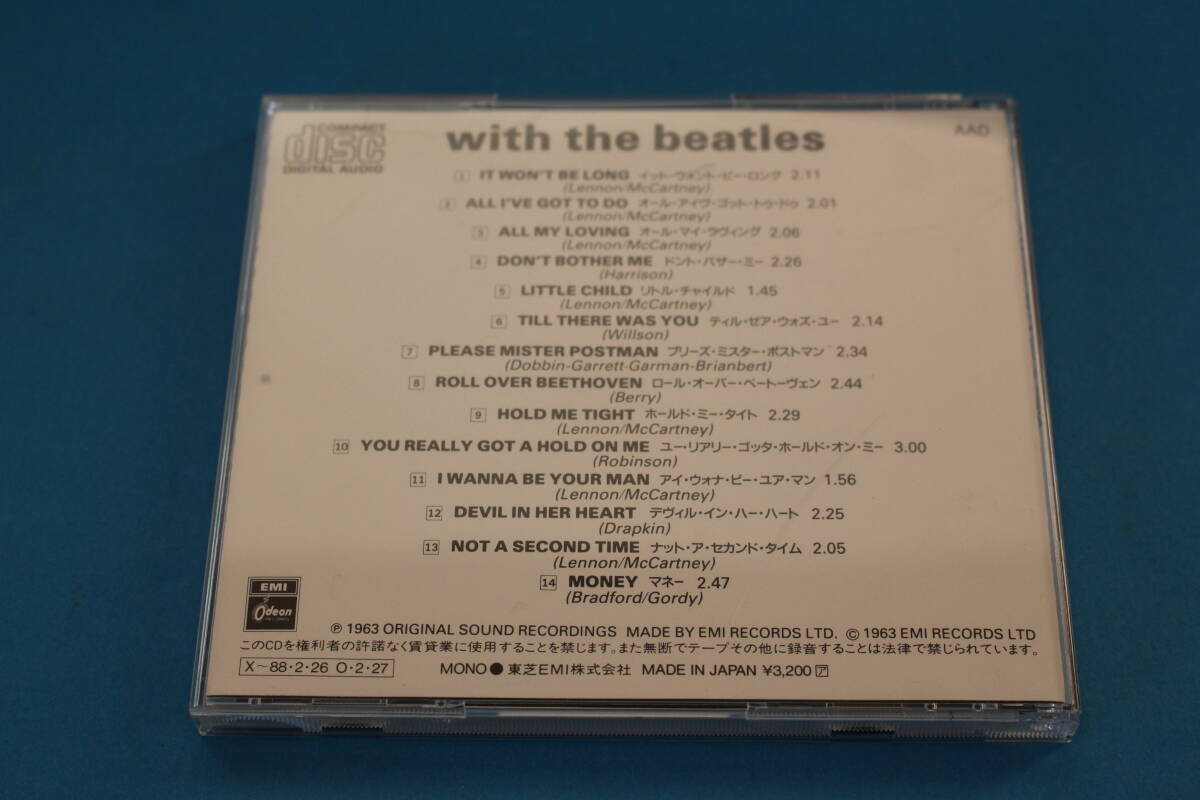 COMPACT
disc
DIGITAL AUDIO
with the beatles
AAD
1 IT WON'T BE LONG イット・ウォント・ビー・ロング 2.11
(Lennon/McCartney)
2 ALL I'VE GOT TO DO オール・アイヴ・ゴット・トゥ・ドゥ 2.01
(Lennon/McCartney)
3 ALL MY LOVING オール・マイ・ラヴィング 2.06
(Lennon/McCartney)
4 DON'T BOTHER ME ドント・バザー・ミー 2.26
(Harrison)
5 LITTLE CHILD リトル・チャイルド 1.45
(Lennon/McCartney)
6 TILL THERE WAS YOU ティル・ゼア・ウォズ・ユー 2.14
(Willson)
7 PLEASE MISTER POSTMAN プリーズ・ミスター・ポストマン 2.34
(Dobbin-Garrett-Garman-Brianbert)
8 ROLL OVER BEETHOVEN ロール・オーバー・ベートーヴェン 2.44
(Berry)
9 HOLD ME TIGHT ホールド・ミー・タイト 2.29
(Lennon/McCartney)
10 YOU REALLY GOT A HOLD ON ME ユー・リアリー・ゴッタ・ホールド・オン・ミー 3.00
(Robinson)
11 I WANNA BE YOUR MAN アイ・ウォナ・ビー・ユア・マン 1.56
(Lennon/McCartney)
12 DEVIL IN HER HEART デヴィル・イン・ハー・ハート 2.25
(Drapkin)
13 NOT A SECOND TIME ナット・ア・セカンド・タイム 2.05
(Lennon/McCartney)
14 MONEY マネー 2.47
(Bradford/Gordy)
EMI
Odeon
℗ 1963 ORIGINAL SOUND RECORDINGS MADE BY EMI RECORDS LTD. © 1963 EMI RECORDS LTD
このCDを権利者の許諾なく賃貸業に使用することを禁じます。また無断でテープその他に録音することは法律で禁じられています。
X～88・2・26 O・2・27 MONO●東芝EMI株式会社 MADE IN JAPAN ¥3,200 ア